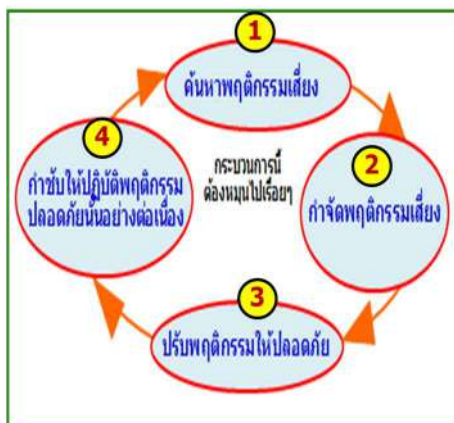 1
ค้นหาพฤติกรรมเสี่ยง
2
กำจัดพฤติกรรมเสี่ยง
3
ปรับพฤติกรรมให้ปลอดภัย
4
กำชับให้ปฏิบัติพฤติกรรม
ปลอดภัยนั้นอย่างต่อเนื่อง
กระบวนการนี้
ต้องหมุนไปเรื่อยๆ